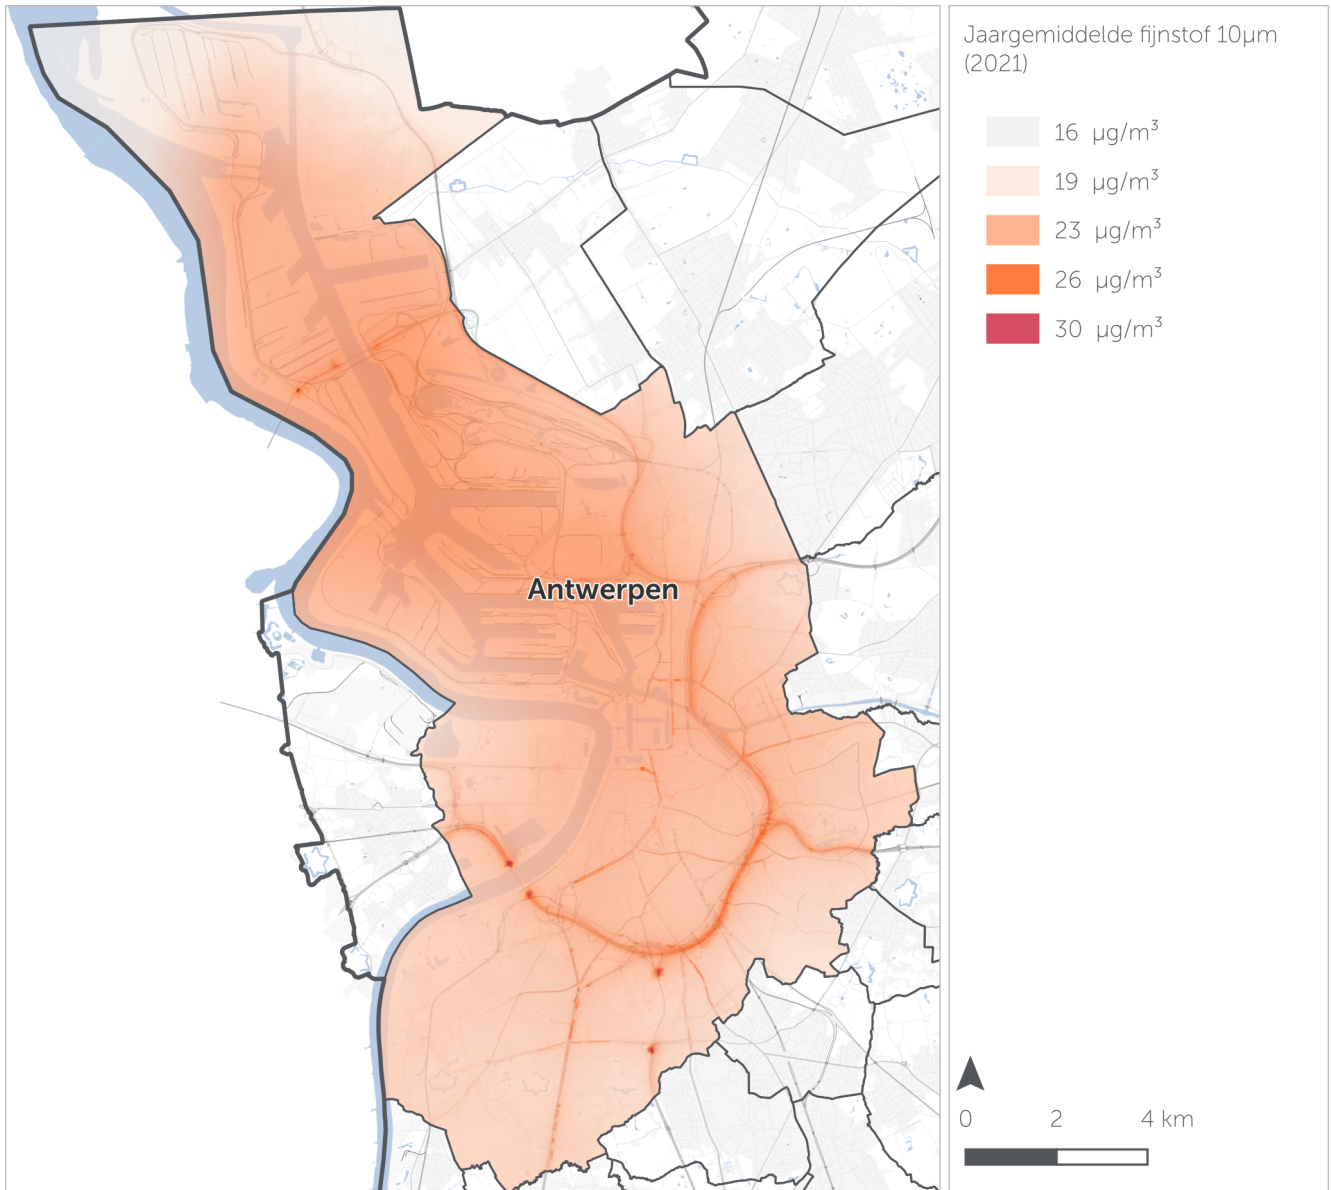 Jaargemiddelde fijnstof 10µm
(2021)
16 µg/m³
19 µg/m³
23 µg/m³
26 µg/m³
30 µg/m³
Antwerpen
0 2 4 km